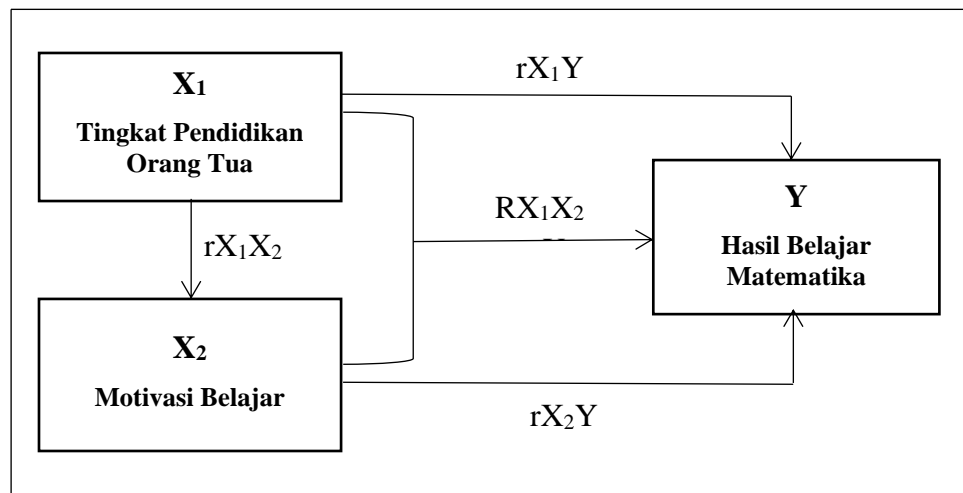 X₁
Tingkat Pendidikan
Orang Tua
rX₁Y
rX₁X₂
RX₁X₂
Y
Hasil Belajar
Matematika
X₂
Motivasi Belajar
rX₂Y